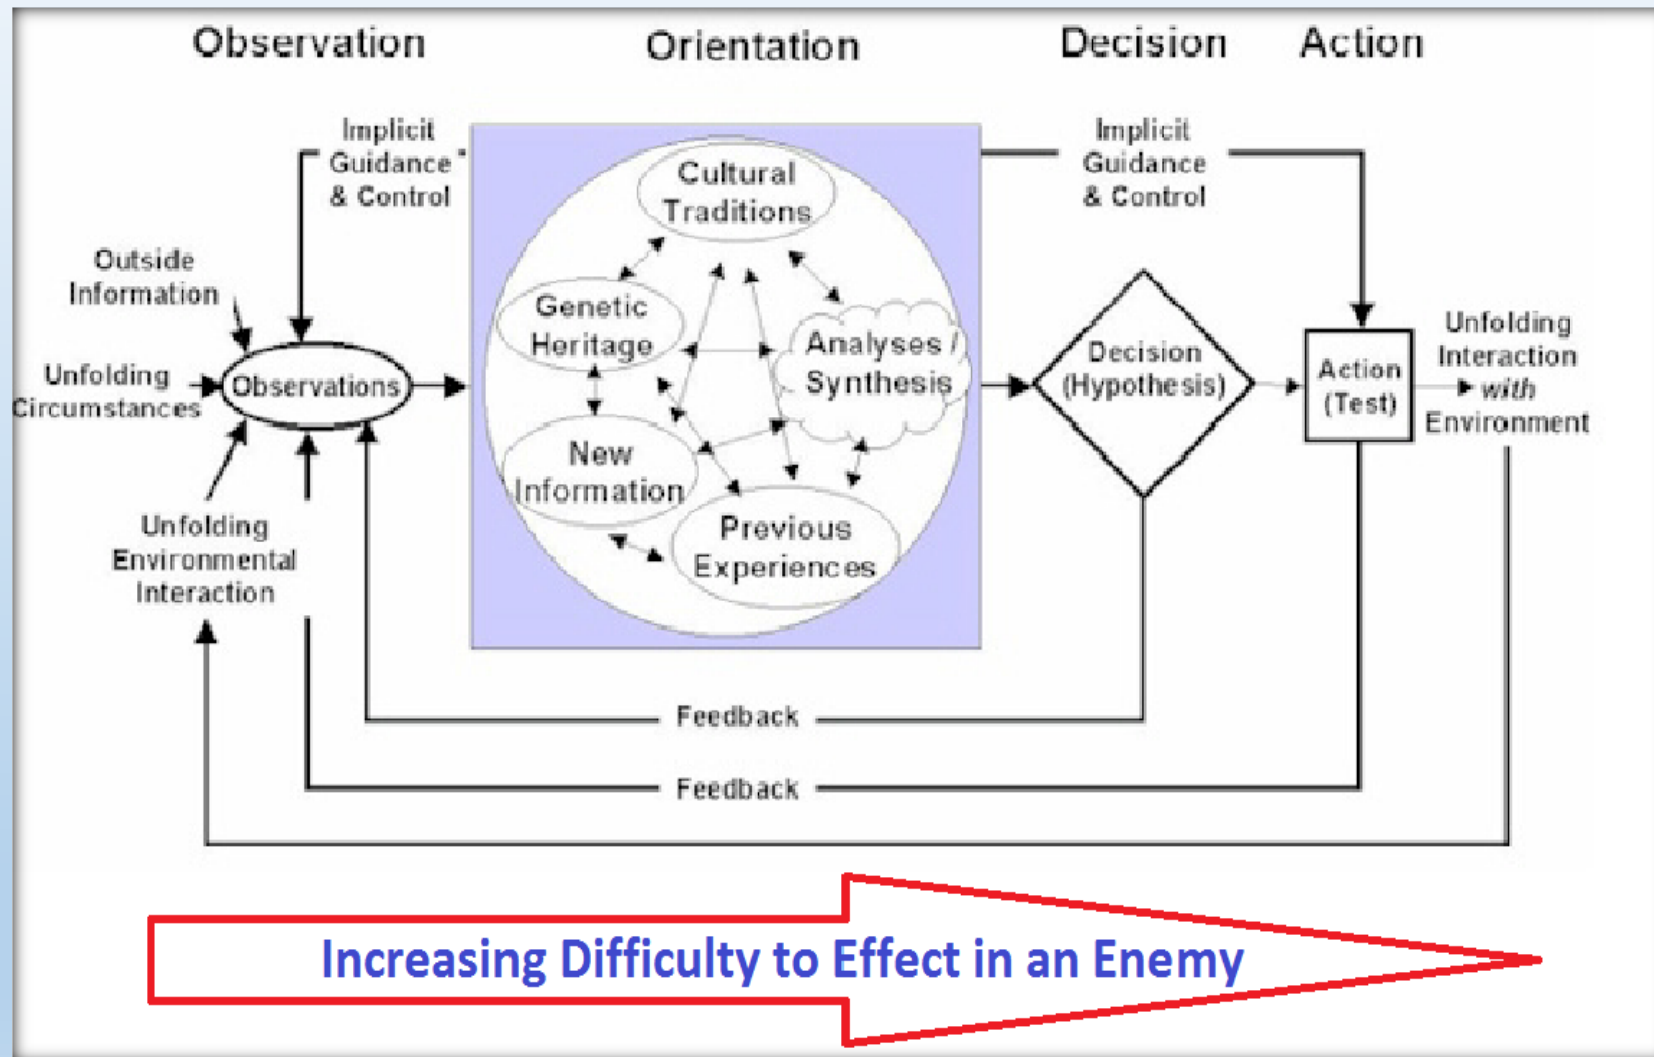 Observation
Orientation
Decision
Action
Implicit
Guidance
& Control
Implicit
Guidance
& Control
Outside
Information
Unfolding
Circumstances
Observations
Unfolding
Environmental
Interaction
Cultural
Traditions
Genetic
Heritage
Analyses /
Synthesis
New
Information
Previous
Experiences
Decision
(Hypothesis)
Action
(Test)
Unfolding
Interaction
with
Environment
Feedback
Feedback
Increasing Difficulty to Effect in an Enemy